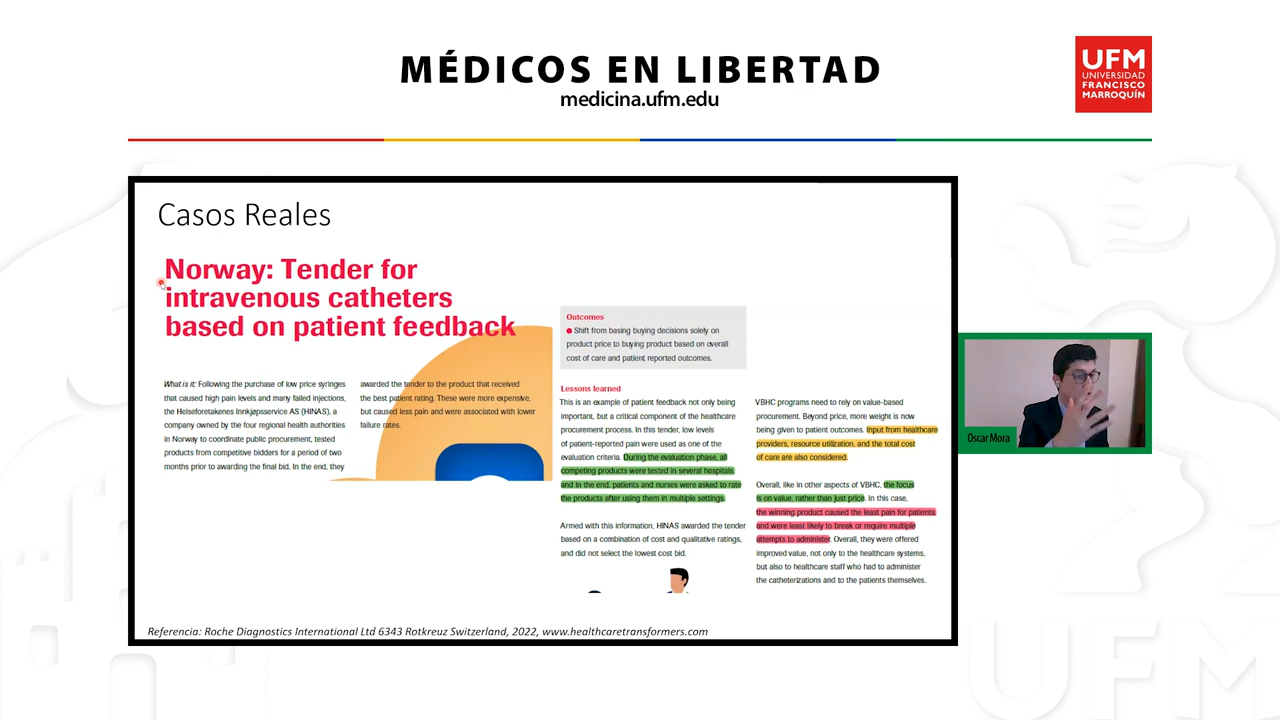 MÉDICOS EN LIBERTAD
medicina.ufm.edu
UFM
UNIVERSIDAD
FRANCISCO
MARROQUÍN
Casos Reales
Norway: Tender for
intravenous catheters
based on patient feedback
What is it: Following the purchase of low price syringes
that caused high pain levels and many failed injections,
the Helseforetakenes Innkjøpsservice AS (HINAS), a
company owned by the four regional health authorities
in Norway to coordinate public procurement, tested
products from competitive bidders for a period of two
months prior to awarding the final bid. In the end, they
awarded the tender to the product that received
the best patient rating. These were more expensive,
but caused less pain and were associated with lower
failure rates.
Outcomes
Shift from basing buying decisions solely on
product price to buying product based on overall
cost of care and patient reported outcomes.
Lessons learned
This is an example of patient feedback not only being
important, but a critical component of the healthcare
procurement process. In this tender, low levels
of patient-reported pain were used as one of the
evaluation criteria. During the evaluation phase, all
competing products were tested in several hospitals,
and in the end, patients and nurses were asked to rate
the products after using them in multiple settings.
Armed with this information, HINAS awarded the tender
based on a combination of cost and qualitative ratings,
and did not select the lowest cost bid.
VBHC programs need to rely on value-based
procurement. Beyond price, more weight is now
being given to patient outcomes. Input from healthcare
providers, resource utilization, and the total cost
of care are also considered.
Overall, like in other aspects of VBHC, the focus
is on value, rather than just price. In this case,
the winning product caused the least pain for patients,
and were least likely to break or require multiple
attempts to administer. Overall, they were offered
improved value, not only to the healthcare systems,
but also to healthcare staff who had to administer
the catheterizations and to the patients themselves.
Referencia: Roche Diagnostics International Ltd 6343 Rotkreuz Switzerland, 2022, www.healthcaretransformers.com
Oscar Mora
UFM